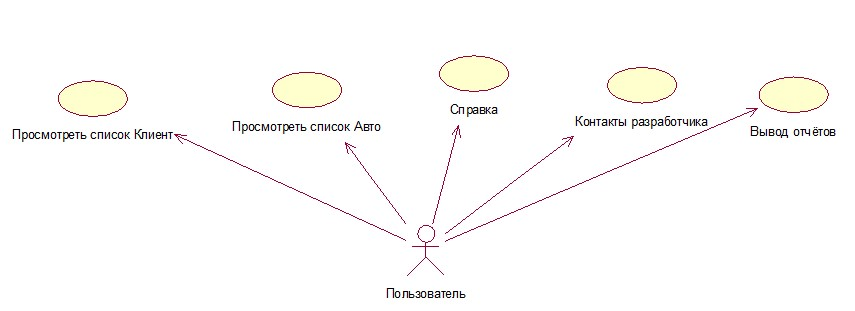 Просмотреть список Клиент
Просмотреть список Авто
Справка
Контакты разработчика
Вывод отчётов
Пользователь